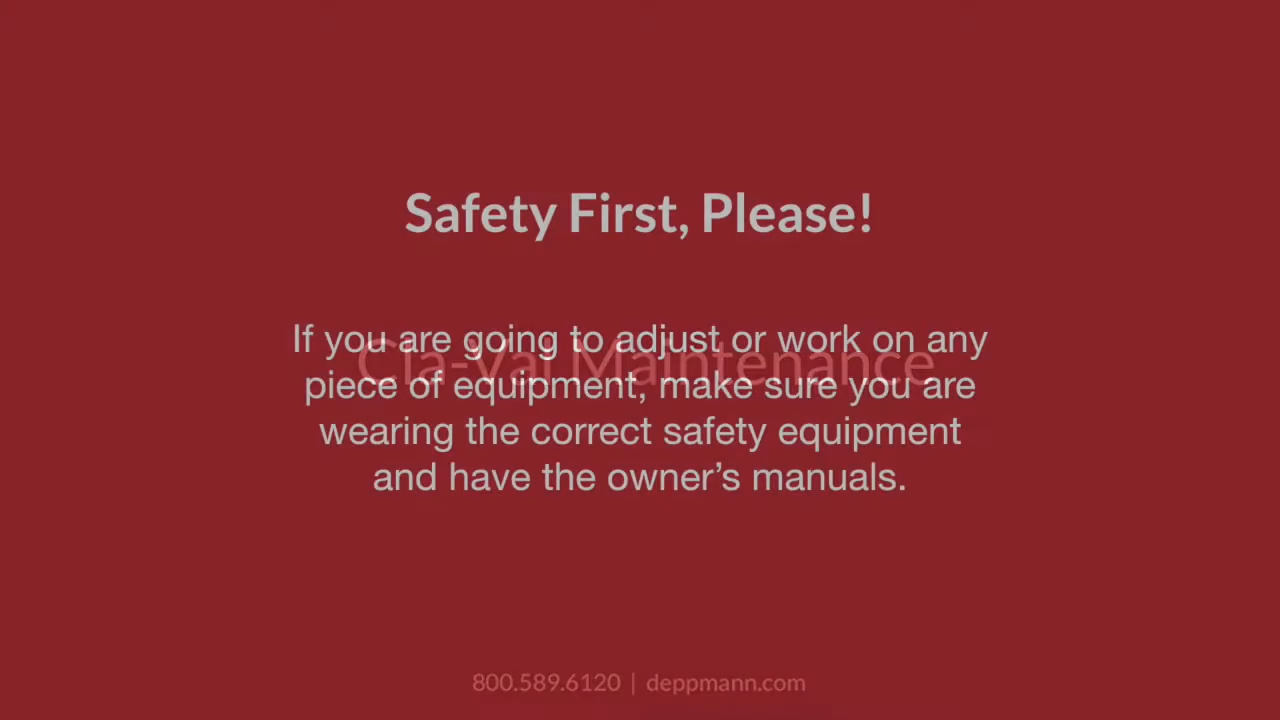 Safety First, Please!
If you are going to adjust or work on any
Cla-Val Maintenance
piece of equipment, make sure you are
wearing the correct safety equipment
and have the owner’s manuals.
800.589.6120 | deppmann.com